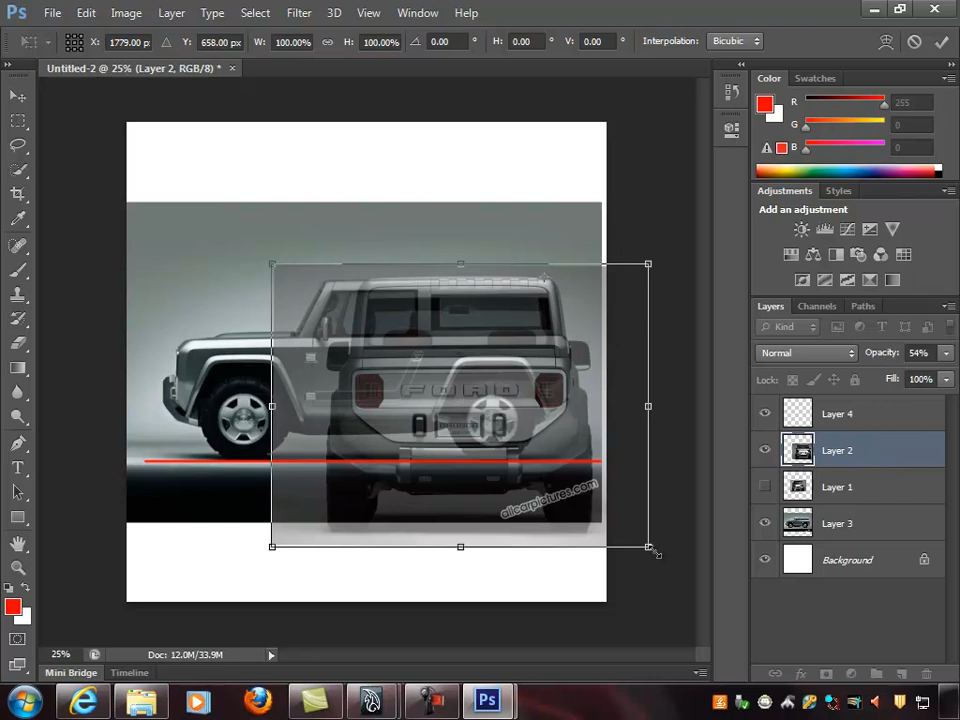 Ps File Edit Image Layer Type Select Filter 3D View Window Help
X: 1779.00 px Y: 658.00 px W: 100.00% H: 100.00% 0.00 ° H: 0.00 ° V: 0.00 ° Interpolation: Bicubic
Untitled-2 @ 25% (Layer 2, RGB/8) * ×
Color Swatches
R 255
G 0
B 0
Adjustments Styles
Add an adjustment
Layers Channels Paths
Kind
Normal Opacity: 54%
Lock: Fill: 100%
Layer 4
Layer 2
Layer 1
Layer 3
Background
FORD
allcarpictures.com
25% Doc: 12.0M/33.9M
Mini Bridge Timeline
Ps